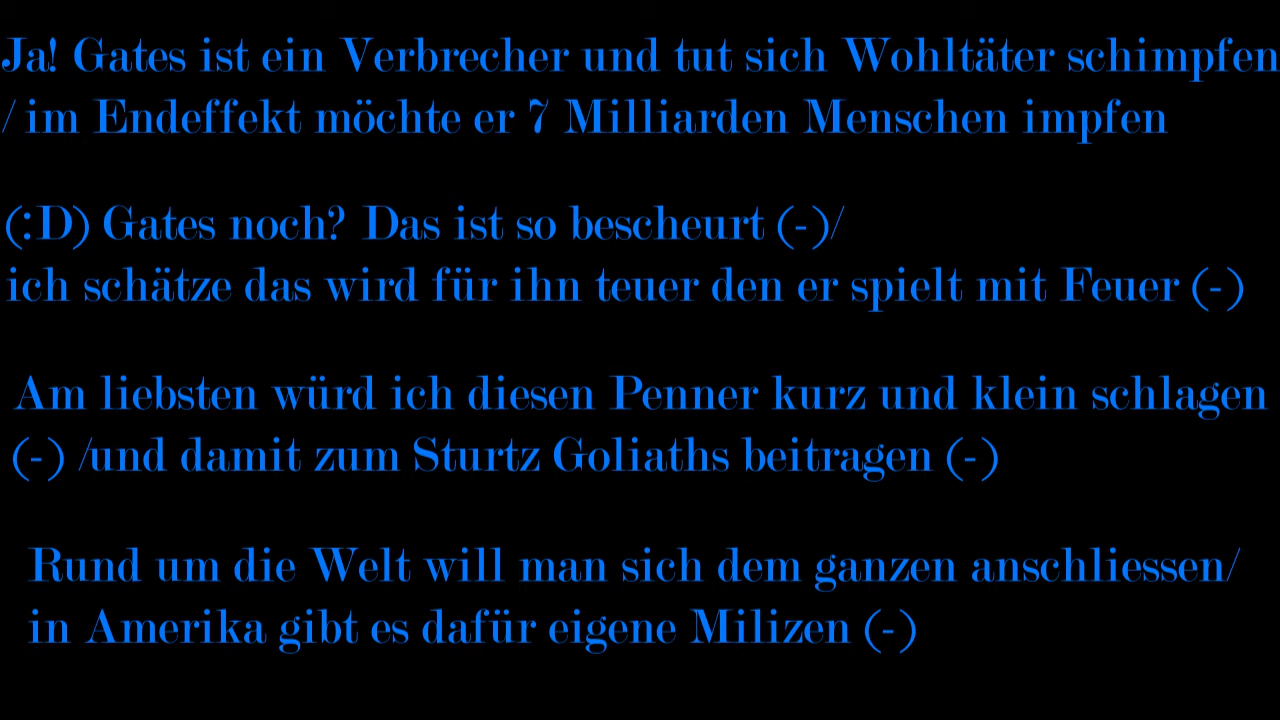 Ja! Gates ist ein Verbrecher und tut sich Wohltäter schimpfen
/ im Endeffekt möchte er 7 Milliarden Menschen impfen
(:D) Gates noch? Das ist so bescheurt (-)/
ich schätze das wird für ihn teuer den er spielt mit Feuer (-)
Am liebsten würd ich diesen Penner kurz und klein schlagen
(-) /und damit zum Sturtz Goliaths beitragen (-)
Rund um die Welt will man sich dem ganzen anschliessen/
in Amerika gibt es dafür eigene Milizen (-)